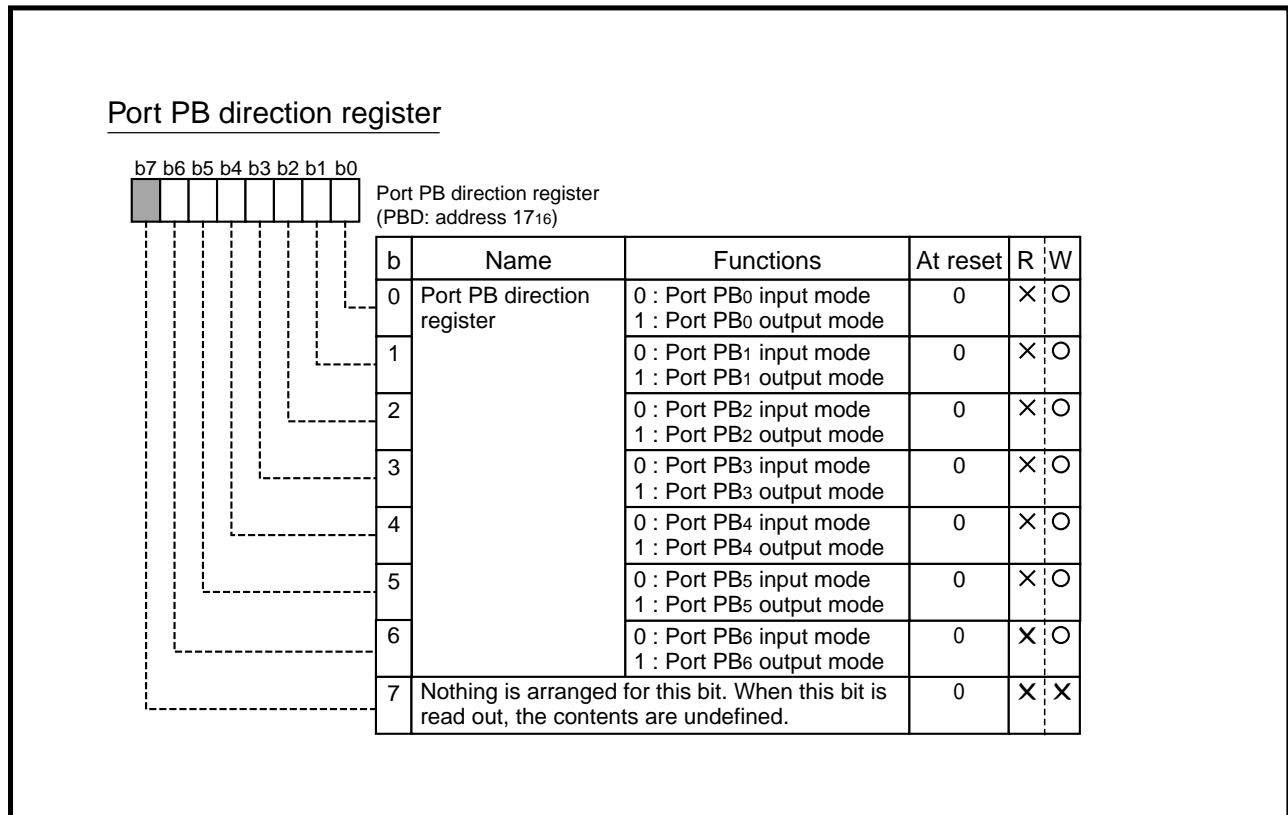 Port PB direction register
b7 b6 b5 b4 b3 b2 b1 b0
Port PB direction register
(PBD: address 17₁₆)
b Name Functions At reset R W
0 Port PB direction register 0 : Port PB₀ input mode 0 × ○
1 : Port PB₀ output mode
1 0 : Port PB₁ input mode 0 × ○
1 : Port PB₁ output mode
2 0 : Port PB₂ input mode 0 × ○
1 : Port PB₂ output mode
3 0 : Port PB₃ input mode 0 × ○
1 : Port PB₃ output mode
4 0 : Port PB₄ input mode 0 × ○
1 : Port PB₄ output mode
5 0 : Port PB₅ input mode 0 × ○
1 : Port PB₅ output mode
6 0 : Port PB₆ input mode 0 × ○
1 : Port PB₆ output mode
7 Nothing is arranged for this bit. When this bit is 0 × ×
read out, the contents are undefined.